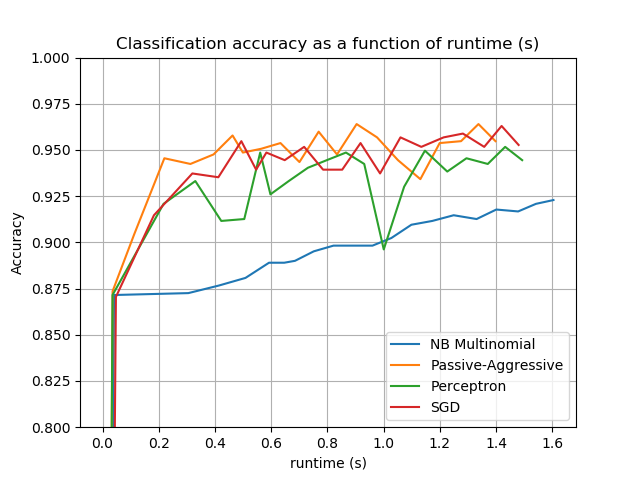 Classification accuracy as a function of runtime (s)
1.000
0.975
0.950
0.925
0.900
0.875
0.850
0.825
0.800
Accuracy
NB Multinomial
Passive-Aggressive
Perceptron
SGD
0.0 0.2 0.4 0.6 0.8 1.0 1.2 1.4 1.6
runtime (s)